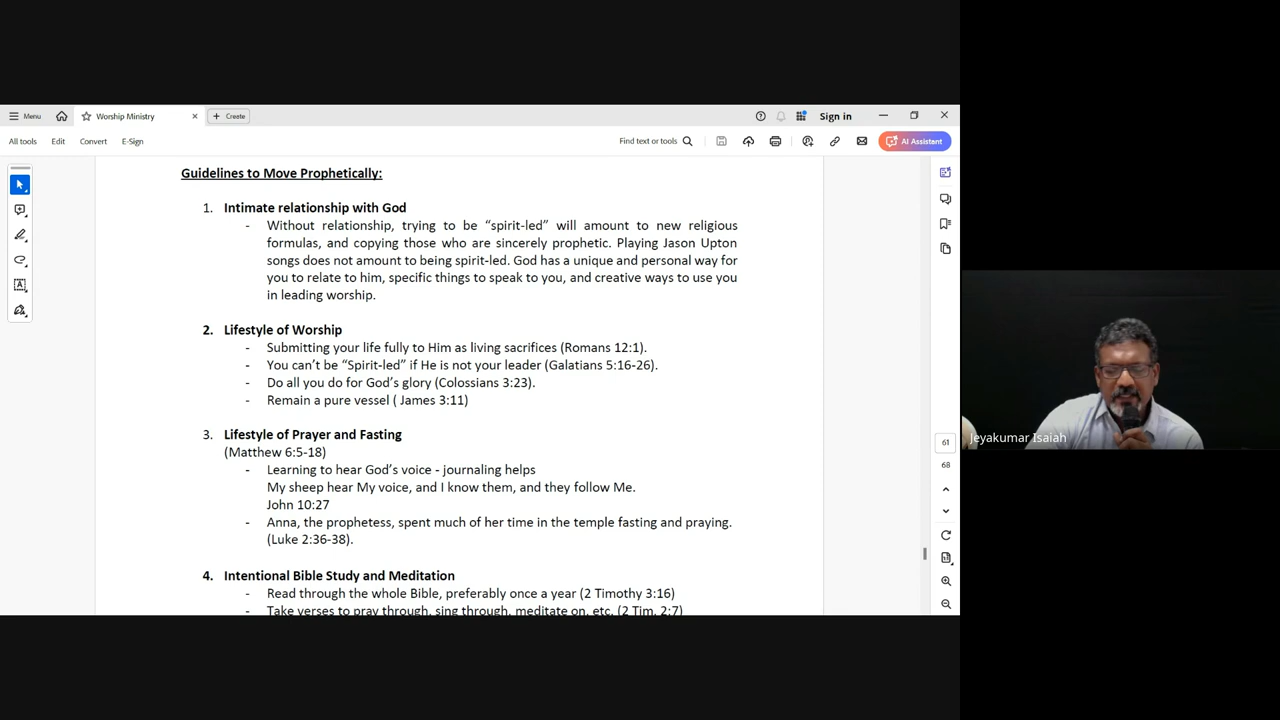 Menu
Worship Ministry
Create
Sign in
All tools
Edit
Convert
E-Sign
Find text or tools
AI Assistant
Guidelines to Move Prophetically:
1. Intimate relationship with God
- Without relationship, trying to be “spirit-led” will amount to new religious
formulas, and copying those who are sincerely prophetic. Playing Jason Upton
songs does not amount to being spirit-led. God has a unique and personal way for
you to relate to him, specific things to speak to you, and creative ways to use you
in leading worship.
2. Lifestyle of Worship
- Submitting your life fully to Him as living sacrifices (Romans 12:1).
- You can’t be “Spirit-led” if He is not your leader (Galatians 5:16-26).
- Do all you do for God’s glory (Colossians 3:23).
- Remain a pure vessel ( James 3:11)
3. Lifestyle of Prayer and Fasting
(Matthew 6:5-18)
- Learning to hear God’s voice - journaling helps
My sheep hear My voice, and I know them, and they follow Me.
John 10:27
- Anna, the prophetess, spent much of her time in the temple fasting and praying.
(Luke 2:36-38).
4. Intentional Bible Study and Meditation
- Read through the whole Bible, preferably once a year (2 Timothy 3:16)
- Take verses to pray through, sing through, meditate on, etc. (2 Tim. 2:7)
61
68
Jeyakumar Isaiah